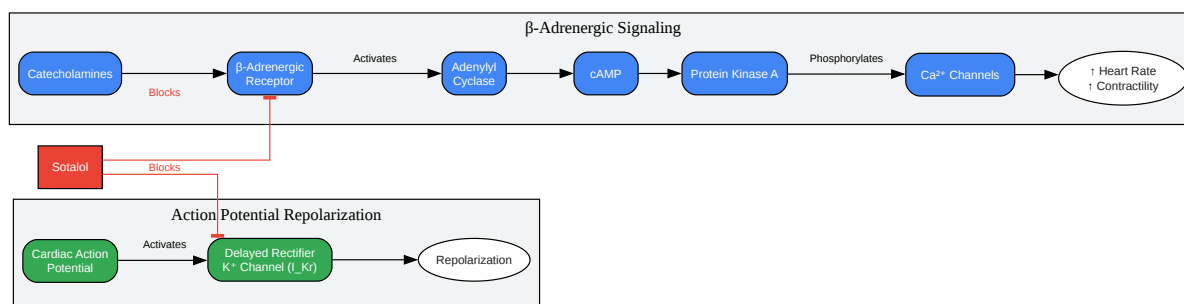 β-Adrenergic Signaling
Catecholamines
Blocks
β-Adrenergic
Receptor
Activates
Adenylyl
Cyclase
cAMP
Protein Kinase A
Phosphorylates
Ca²⁺ Channels
↑ Heart Rate
↑ Contractility
Sotalol
Blocks
Action Potential Repolarization
Cardiac Action
Potential
Activates
Delayed Rectifier
K⁺ Channel (I_Kr)
Repolarization